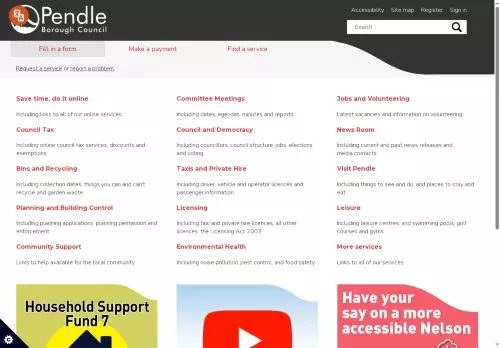 Pendle
Borough Council
Accessibility Site map Register Sign in
Search
Fill in a form Make a payment Find a service
Request a service or report a problem.
Save time, do it online
Including links to all of our online services
Committee Meetings
Including dates, agendas, minutes and reports
Jobs and Volunteering
Latest vacancies and information on volunteering
Council Tax
Including online council tax services, discounts and
exemptions
Council and Democracy
Including councillors, council structure, jobs, elections
and voting
News Room
Including current and past news releases and
media contacts
Bins and Recycling
Including collection dates, things you can and can't
recycle and garden waste
Taxis and Private Hire
Including driver, vehicle and operator licences and
passenger information
Visit Pendle
Including things to see and do, and places to stay and
eat
Planning and Building Control
Including planning applications, planning permission and
enforcement
Licensing
Including taxi and private hire licences, all other
licences, the Licensing Act 2003
Leisure
Including leisure centres, and swimming pools, golf
courses and gyms
Community Support
Links to help available for the local community
Environmental Health
Including noise pollution, pest control, and food safety
More services
Links to all of our services
Household Support
Fund 7
Have your
say on a more
accessible Nelson